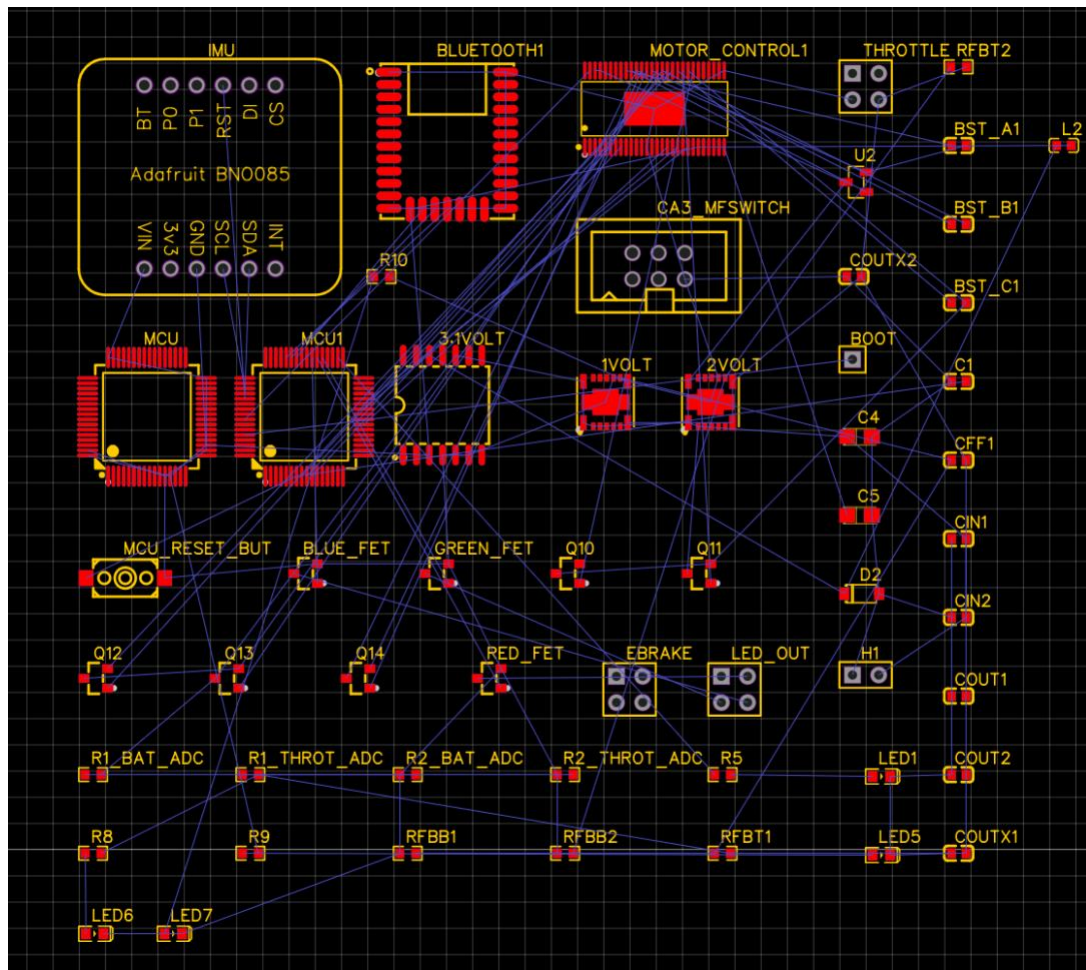 IMU
BLUETOOTH1
MOTOR_CONTROL1
THROTTLE
RFBT2
BT
P0
P1
RST
DI
CS
Adafruit BNO085
VIN
3v3
GND
SCL
SDA
INT
BST_A1
L2
U2
CA3_MFSWITCH
BST_B1
R10
COUTX2
BST_C1
MCU
MCU1
3.1VOLT
1VOLT
2VOLT
BOOT
C1
C4
CFF1
C5
CIN1
MCU_RESET_BUT
BLUE_FET
GREEN_FET
Q10
Q11
D2
CIN2
Q12
Q13
Q14
RED_FET
EBRAKE
LED_OUT
H1
COUT1
R1_BAT_ADC
R1_THROT_ADC
R2_BAT_ADC
R2_THROT_ADC
R5
LED1
COUT2
R8
R9
RFBB1
RFBB2
RFBT1
LED5
COUTX1
LED6
LED7